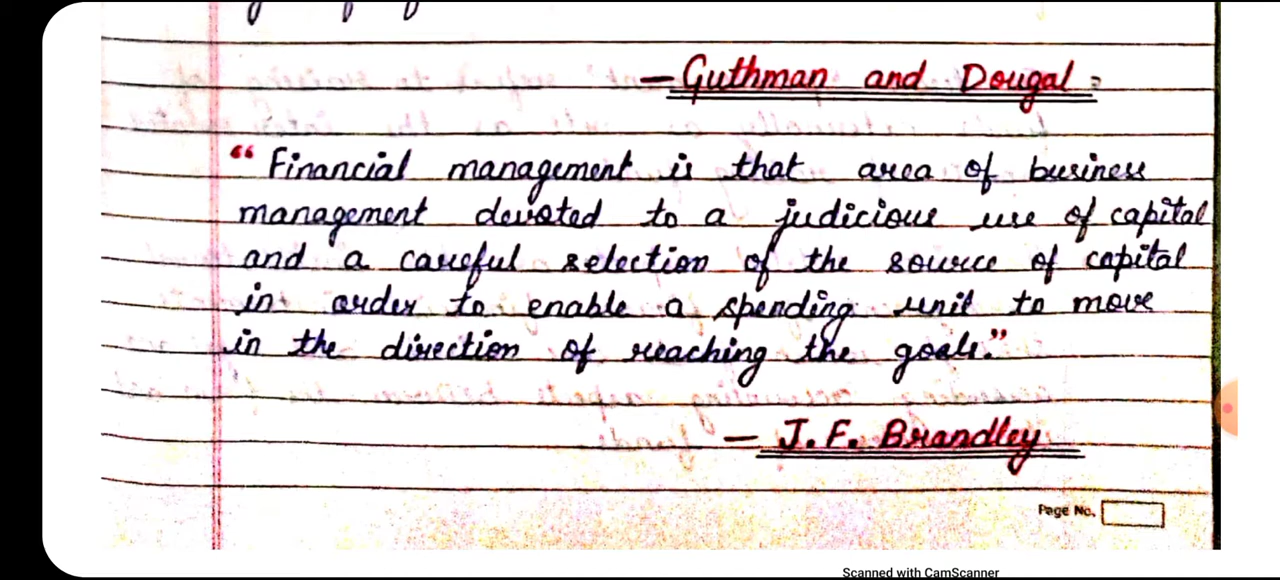 — Guthman and Dougal :
“ Financial management is that area of business
management devoted to a judicious use of capital
and a careful selection of the source of capital
in order to enable a spending unit to move
in the direction of reaching the goals.”
— J. F. Brandley
Page No.
Scanned with CamScanner